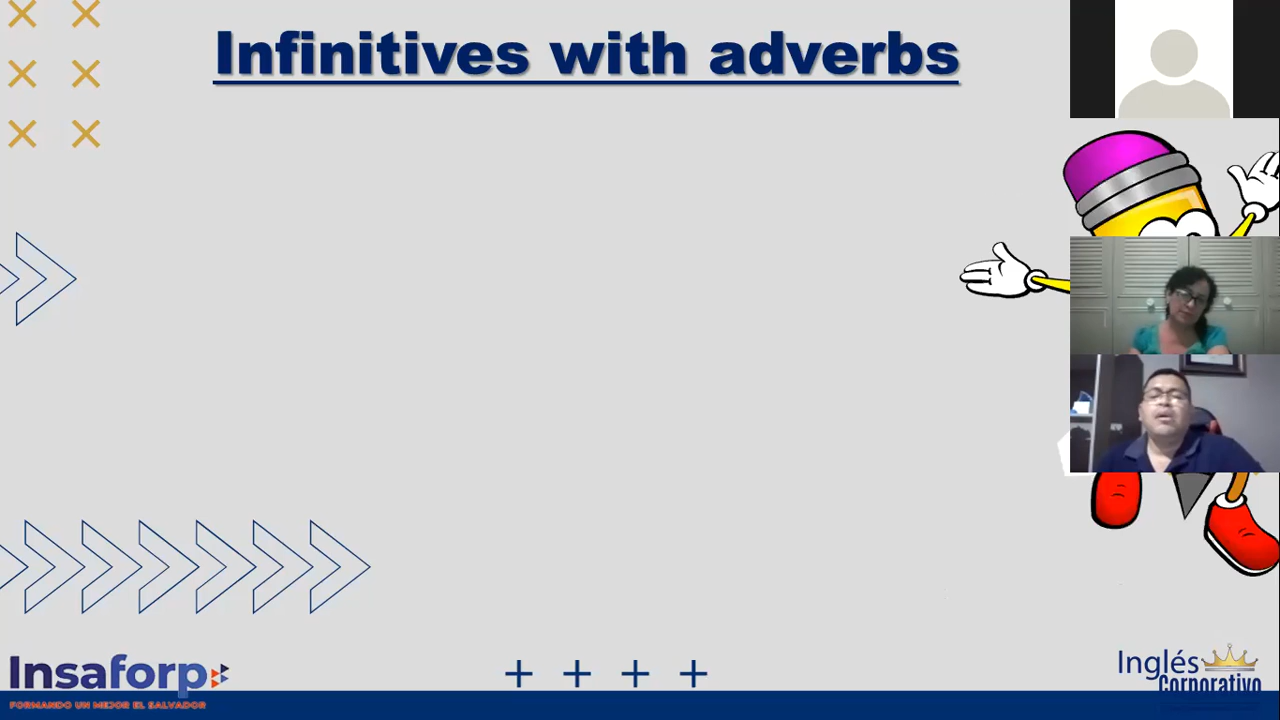 Infinitives with adverbs
Insaforp
FORMANDO UN MEJOR EL SALVADOR
Inglés
Corporativo